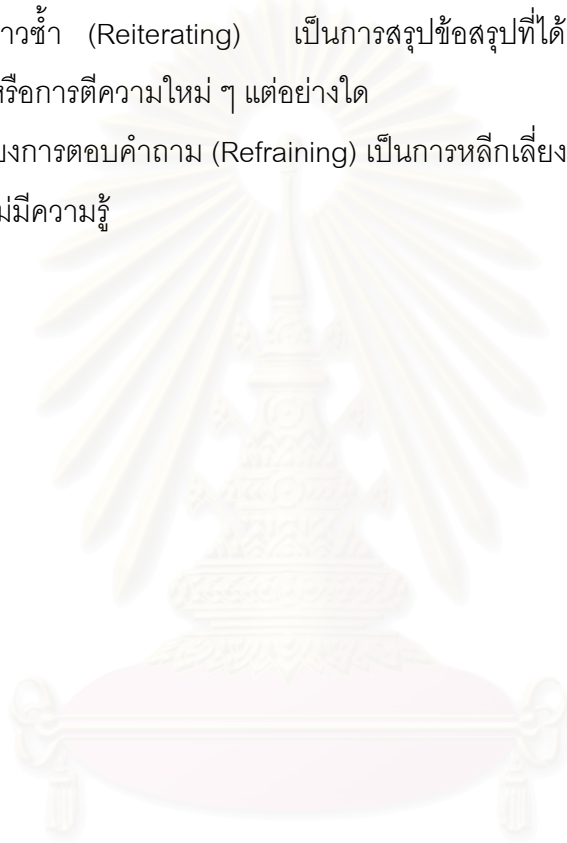 าวซ้ำ (Reiterating) เป็นการสรุปข้อสรุปที่ได้
หรือการตีความใหม่ ๆ แต่อย่างใด
ยงการตอบคำถาม (Refraining) เป็นการหลีกเลี่ยง
ม่มีความรู้